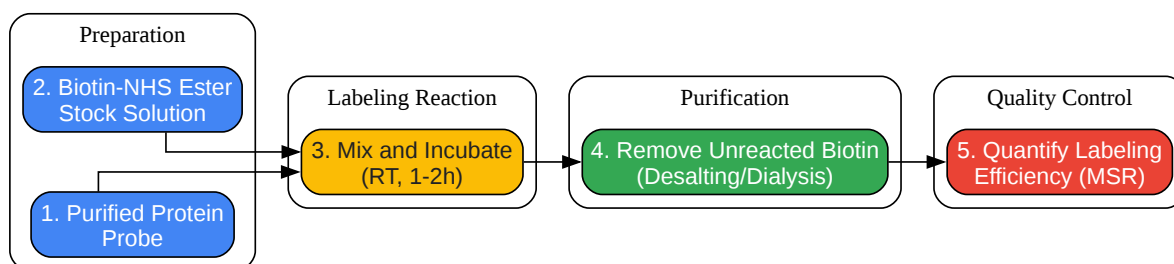 Preparation
2. Biotin-NHS Ester
Stock Solution
1. Purified Protein
Probe
Labeling Reaction
3. Mix and Incubate
(RT, 1-2h)
Purification
4. Remove Unreacted Biotin
(Desalting/Dialysis)
Quality Control
5. Quantify Labeling
Efficiency (MSR)